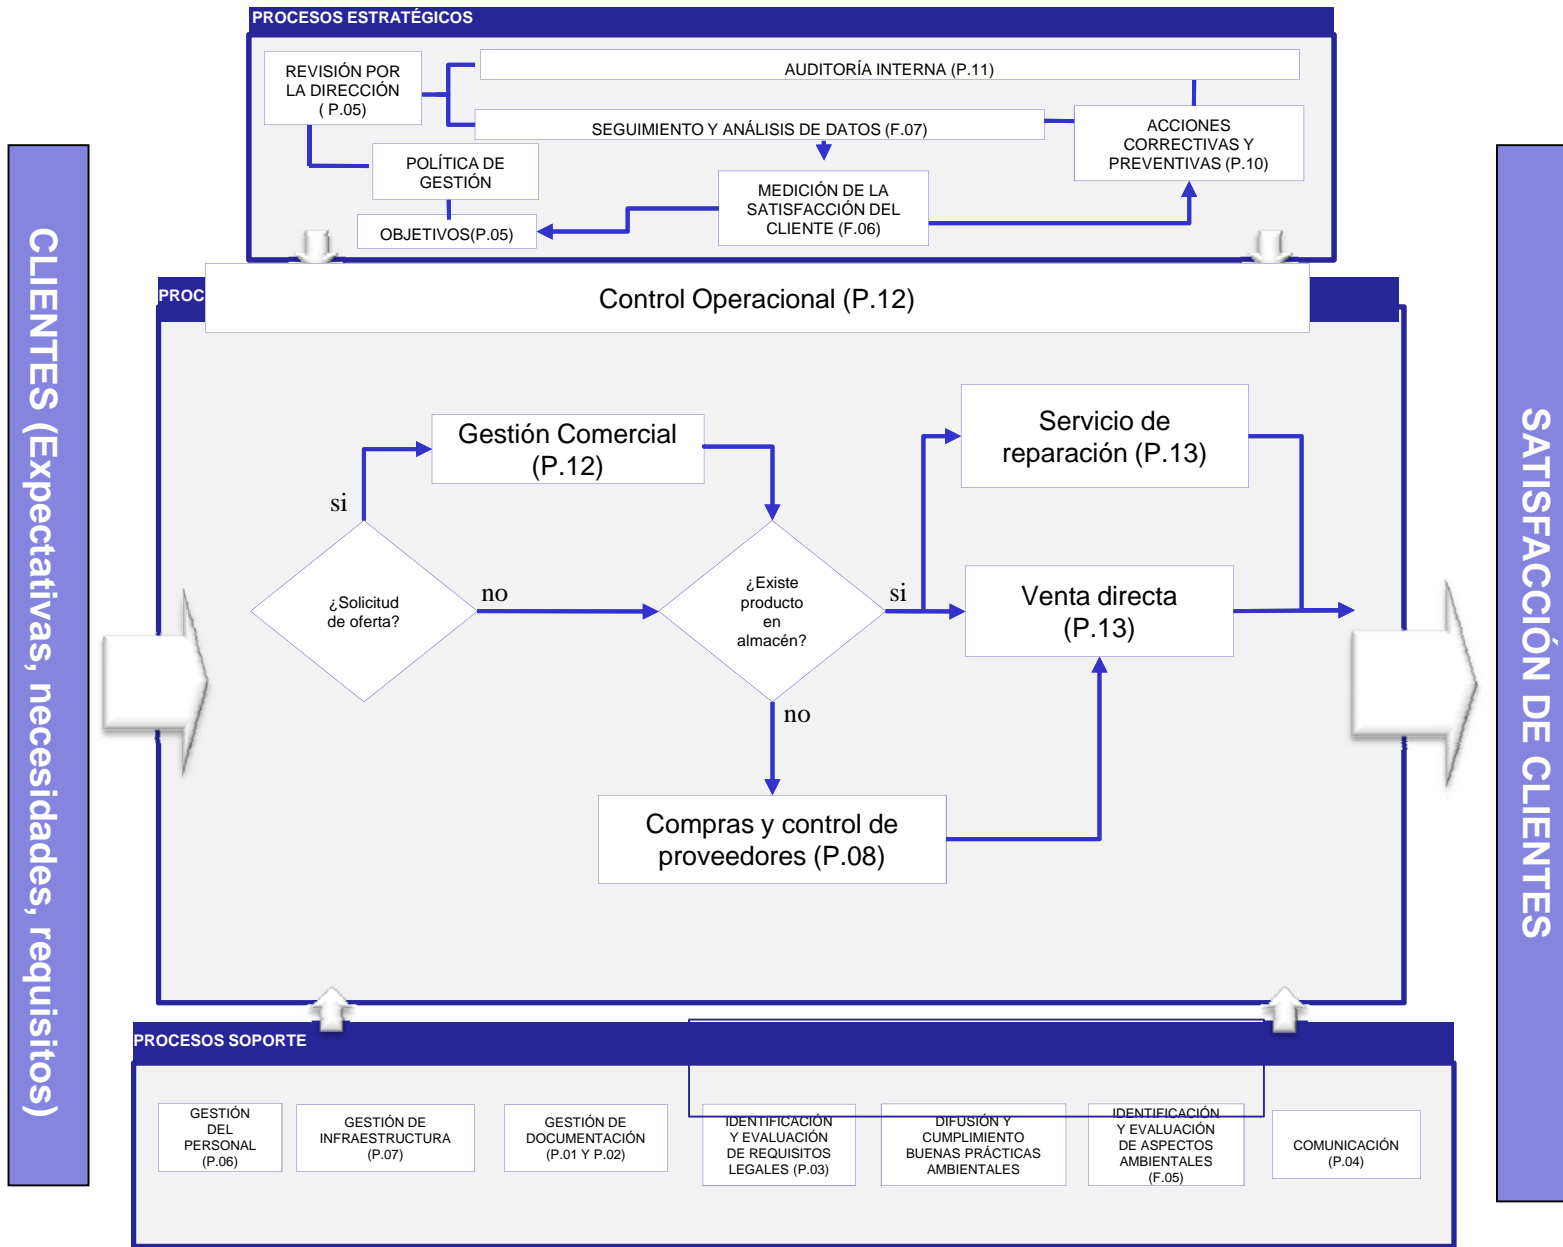 PROCESOS ESTRATÉGICOS
REVISIÓN POR
LA DIRECCIÓN
( P.05)
AUDITORÍA INTERNA (P.11)
SEGUIMIENTO Y ANÁLISIS DE DATOS (F.07)
ACCIONES
CORRECTIVAS Y
PREVENTIVAS (P.10)
POLÍTICA DE
GESTIÓN
MEDICIÓN DE LA
SATISFACCIÓN DEL
CLIENTE (F.06)
OBJETIVOS(P.05)
CLIENTES (Expectativas, necesidades, requisitos)
PROC
Control Operacional (P.12)
Gestión Comercial
(P.12)
Servicio de
reparación (P.13)
si
¿Solicitud
de oferta?
no
¿Existe
producto
en
almacén?
si
Venta directa
(P.13)
no
Compras y control de
proveedores (P.08)
SATISFACCIÓN DE CLIENTES
PROCESOS SOPORTE
GESTIÓN
DEL
PERSONAL
(P.06)
GESTIÓN DE
INFRAESTRUCTURA
(P.07)
GESTIÓN DE
DOCUMENTACIÓN
(P.01 Y P.02)
IDENTIFICACIÓN
Y EVALUACIÓN
DE REQUISITOS
LEGALES (P.03)
DIFUSIÓN Y
CUMPLIMIENTO
BUENAS PRÁCTICAS
AMBIENTALES
IDENTIFICACIÓN
Y EVALUACIÓN
DE ASPECTOS
AMBIENTALES
(F.05)
COMUNICACIÓN
(P.04)